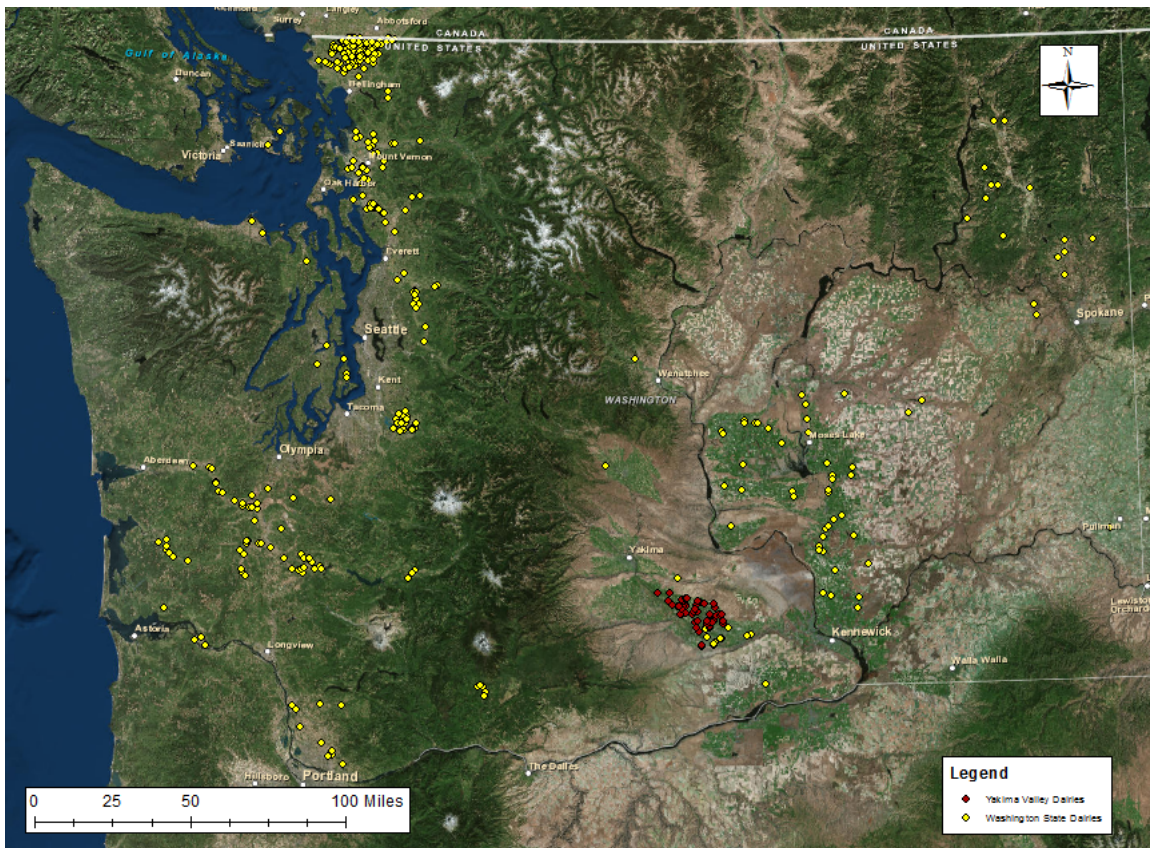 Richmond
Langley
Surrey
Abbotsford
CANADA
UNITED STATES
CANADA
UNITED STATES
Gulf of Alaska
N
Duncan
Bellingham
Saanich
Victoria
Mount Vernon
Oak Harbor
Everett
Spokane
Seattle
Wenatchee
Kent
WASHINGTON
Tacoma
Moses Lake
Olympia
Aberdeen
Pullman
Yakima
Lewiston
Orchards
Astoria
Kennewick
Longview
Walla Walla
The Dalles
Hillsboro
Portland
Legend
Yakima Valley Dairies
Washington State Dairies
0 25 50 100 Miles